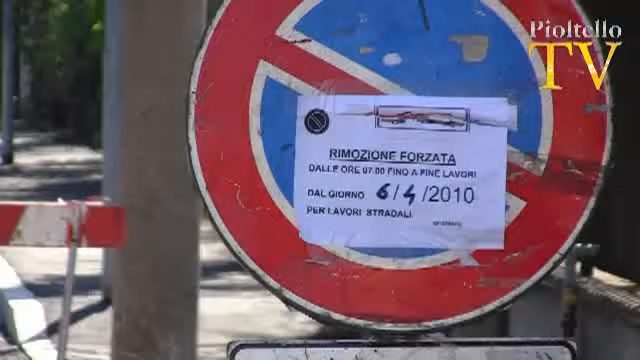 Pioltello
TV
RIMOZIONE FORZATA
DALLE ORE 07.00 FINO A FINE LAVORI
DAL GIORNO 6/4/2010
PER LAVORI STRADALI